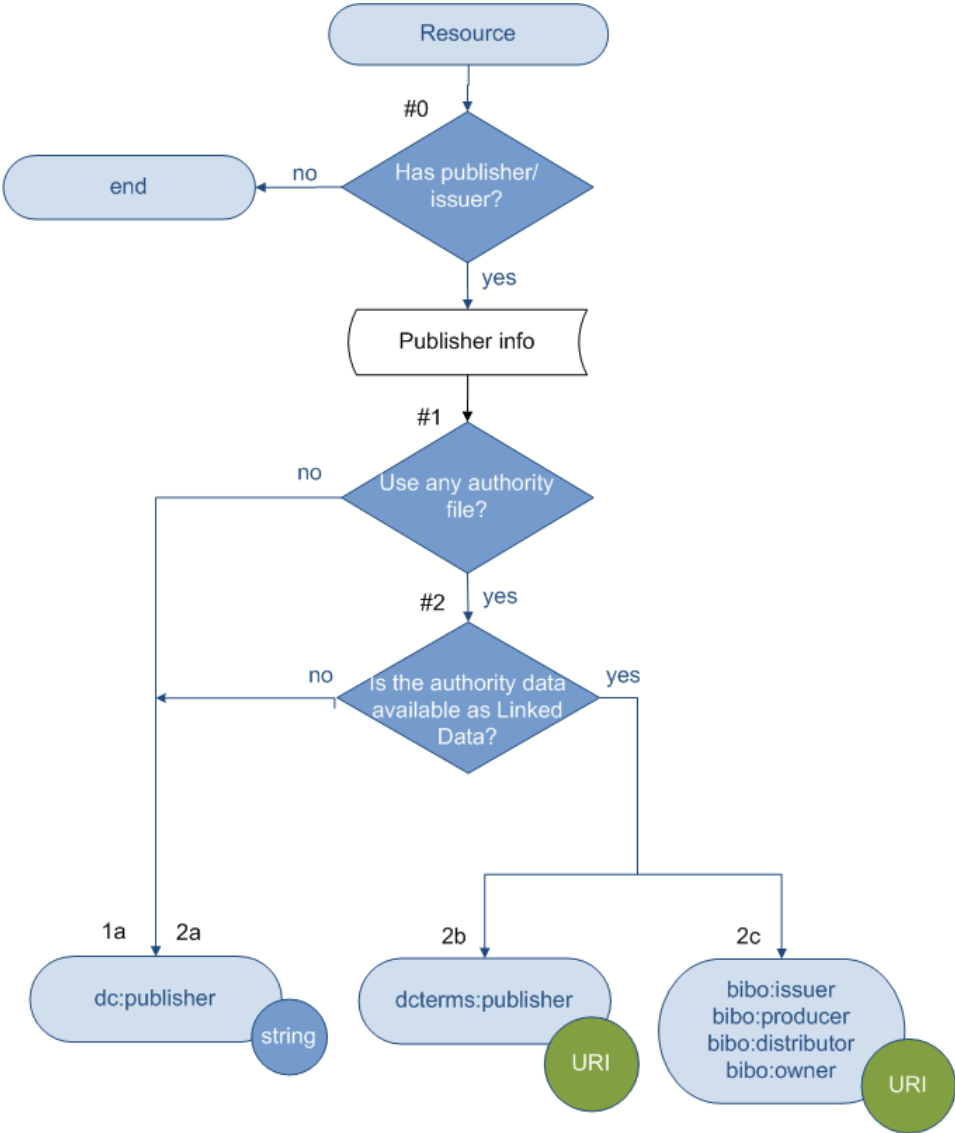 Resource
#0
Has publisher/
issuer?
no
end
yes
Publisher info
#1
no
Use any authority
file?
#2
yes
no
Is the authority data
available as Linked
Data?
yes
1a
2a
2b
2c
dc:publisher
string
dcterms:publisher
URI
bibo:issuer
bibo:producer
bibo:distributor
bibo:owner
URI